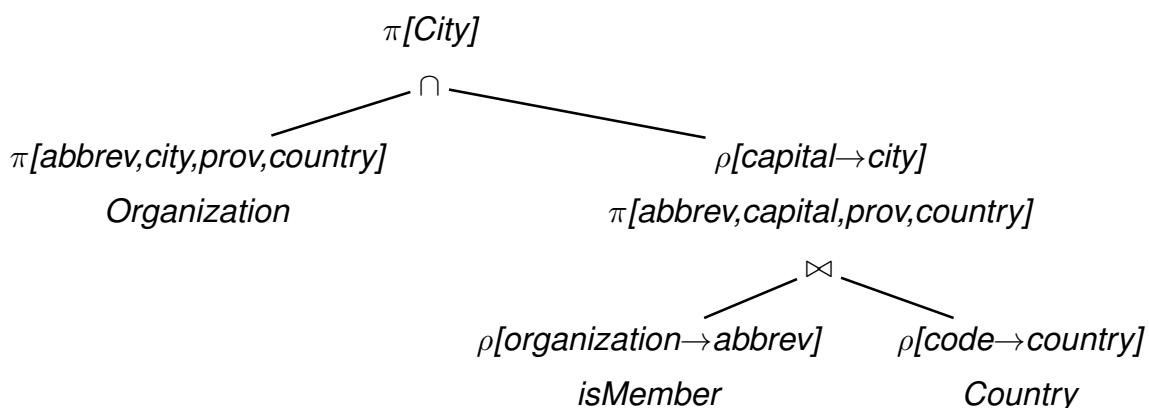 π[City]
∩
π[abbrev,city,prov,country] ρ[capital→city]
Organization π[abbrev,capital,prov,country]
⋈
ρ[organization→abbrev] ρ[code→country]
isMember Country